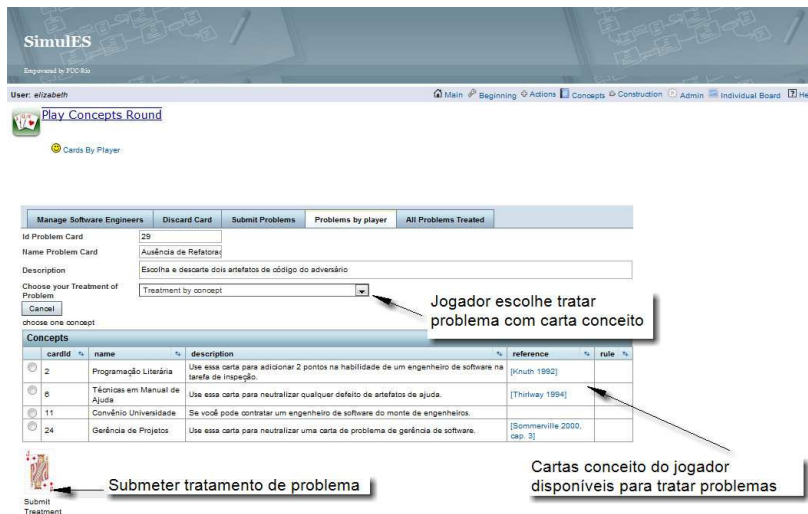 SimulES
Empowered by PUC-Rio
User: elizabeth
Main Beginning Actions Concepts Construction Admin Individual Board He
Play Concepts Round
Cards By Player
Manage Software Engineers Discard Card Submit Problems Problems by player All Problems Treated
Id Problem Card 29
Name Problem Card Ausência de Refatorac
Description Escolha e descarte dois artefatos de código do adversário
Choose your Treatment of
Problem
Treatment by concept
Jogador escolhe tratar
problema com carta conceito
Cancel
choose one concept
Concepts
cardId name description reference rule
2 Programação Literária Use essa carta para adicionar 2 pontos na habilidade de um engenheiro de software na
tarefa de inspeção.
[Knuth 1992]
6 Técnicas em Manual de
Ajuda
Use essa carta para neutralizar qualquer defeito de artefatos de ajuda. [Thirlway 1994]
11 Convênio Universidade Se você pode contratar um engenheiro de software do monte de engenheiros.
24 Gerência de Projetos Use essa carta para neutralizar uma carta de problema de gerência de software.
[Sommerville 2000,
cap. 3]
Cartas conceito do jogador
disponíveis para tratar problemas
Submeter tratamento de problema
Submit
Treatment